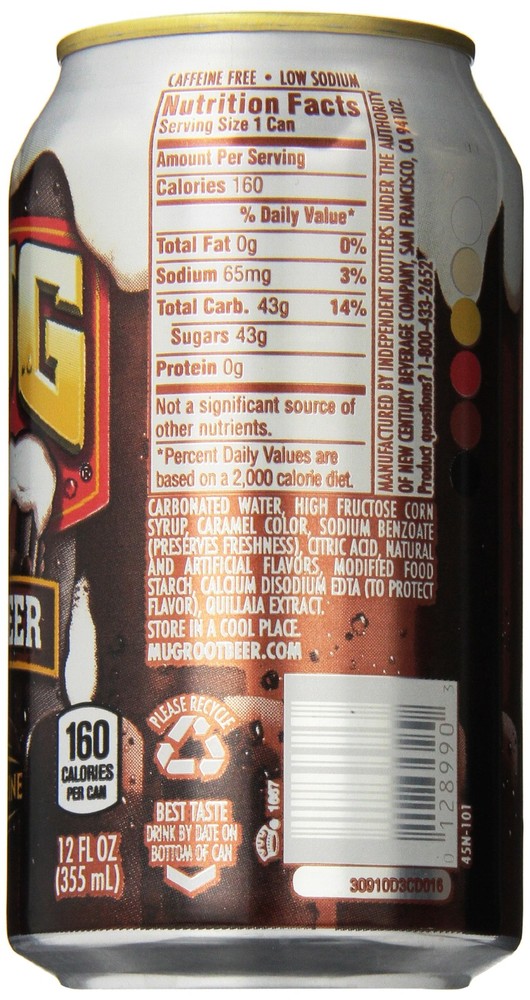 CAFFEINE FREE • LOW SODIUM
Nutrition Facts
Serving Size 1 Can
Amount Per Serving
Calories 160
% Daily Value*
Total Fat 0g 0%
Sodium 65mg 3%
Total Carb. 43g 14%
Sugars 43g
Protein 0g
Not a significant source of
other nutrients.
*Percent Daily Values are
based on a 2,000 calorie diet.
MANUFACTURED BY INDEPENDENT BOTTLERS UNDER THE AUTHORITY
OF NEW CENTURY BEVERAGE COMPANY, SAN FRANCISCO, CA 94102.
Product questions? 1-800-433-2652
CARBONATED WATER, HIGH FRUCTOSE CORN
SYRUP, CARAMEL COLOR, SODIUM BENZOATE
(PRESERVES FRESHNESS), CITRIC ACID, NATURAL
AND ARTIFICIAL FLAVORS, MODIFIED FOOD
STARCH, CALCIUM DISODIUM EDTA (TO PROTECT
FLAVOR), QUILLAIA EXTRACT.
STORE IN A COOL PLACE.
MUGROOTBEER.COM
G®
EER
NE
160
CALORIES
PER CAN
12 FL OZ
(355 mL)
PLEASE RECYCLE
BEST TASTE
DRINK BY DATE ON
BOTTOM OF CAN
1667
0 128990 3
45N-101
30910D3CD016